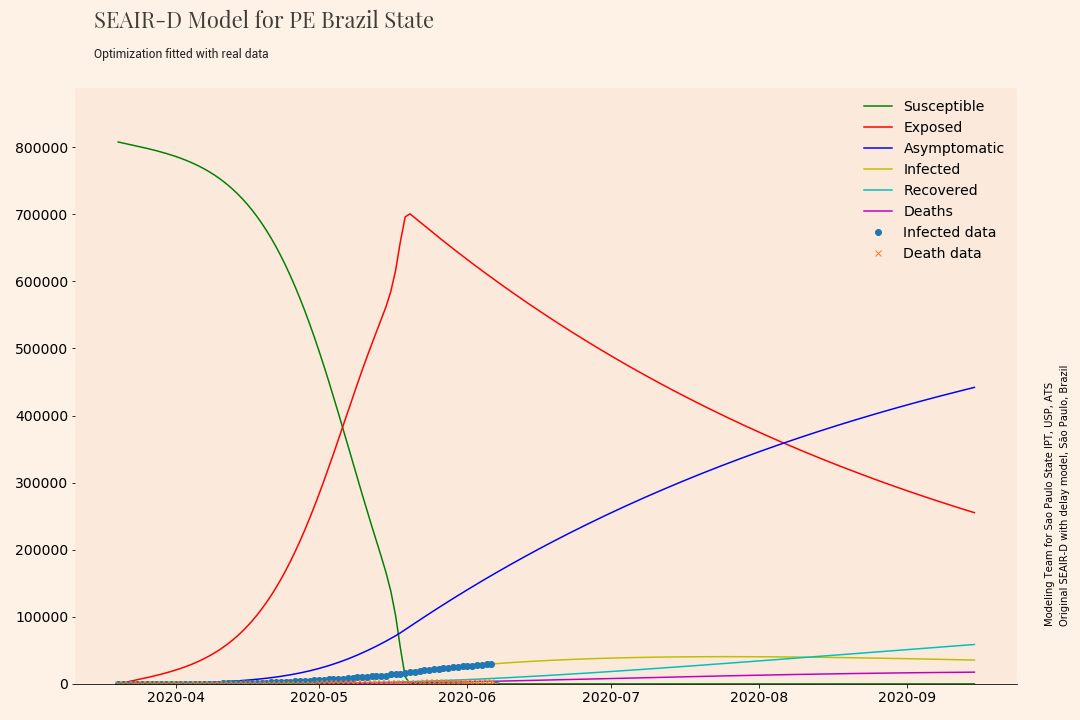 SEAIR-D Model for PE Brazil State
Optimization fitted with real data
Susceptible
Exposed
Asymptomatic
Infected
Recovered
Deaths
Infected data
Death data
800000
700000
600000
500000
400000
300000
200000
100000
0
2020-04
2020-05
2020-06
2020-07
2020-08
2020-09
Modeling Team for Sao Paulo State IPT, USP, ATS
Original SEAIR-D with delay model, São Paulo, Brazil